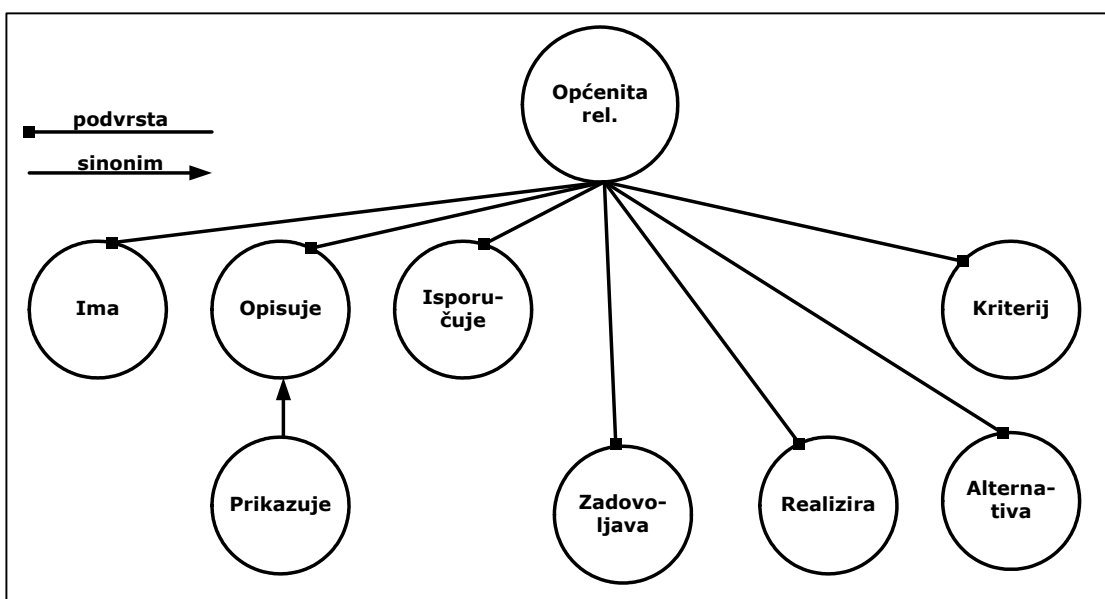 Općenita
rel.
podvrsta
sinonim
Ima
Opisuje
Isporu-
čuje
Kriterij
Prikazuje
Zadovo-
ljava
Realizira
Alterna-
tiva